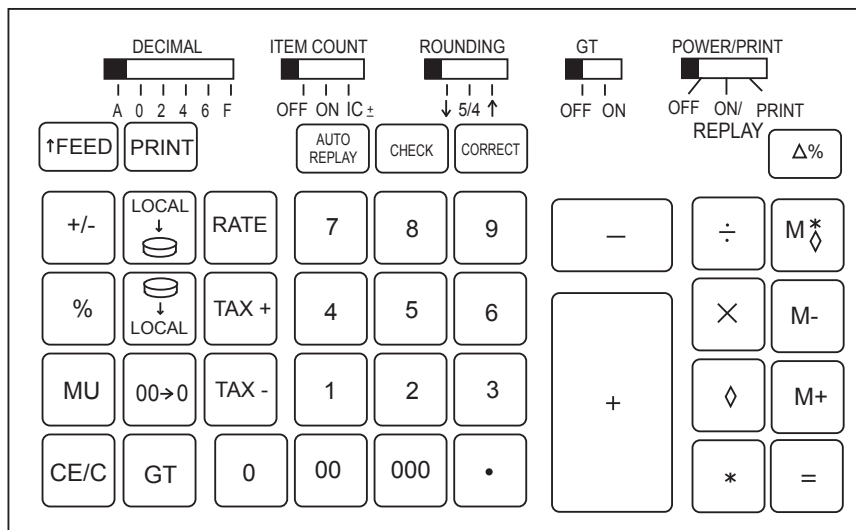 DECIMAL ITEM COUNT ROUNDING GT POWER/PRINT
A 0 2 4 6 F OFF ON IC ± ↓ 5/4 ↑ OFF ON OFF ON/ PRINT
REPLAY
↑FEED PRINT AUTO REPLAY CHECK CORRECT Δ%
+/- LOCAL ↓ RATE 7 8 9 – ÷ M*◊
% ↓ LOCAL TAX + 4 5 6 × M-
MU 00→0 TAX - 1 2 3 + ◊ M+
CE/C GT 0 00 000 • * =